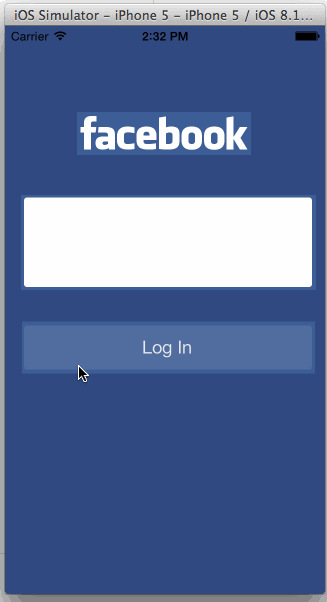 iOS Simulator - iPhone 5 - iPhone 5 / iOS 8.1...
Carrier 2:32 PM
facebook
Log In